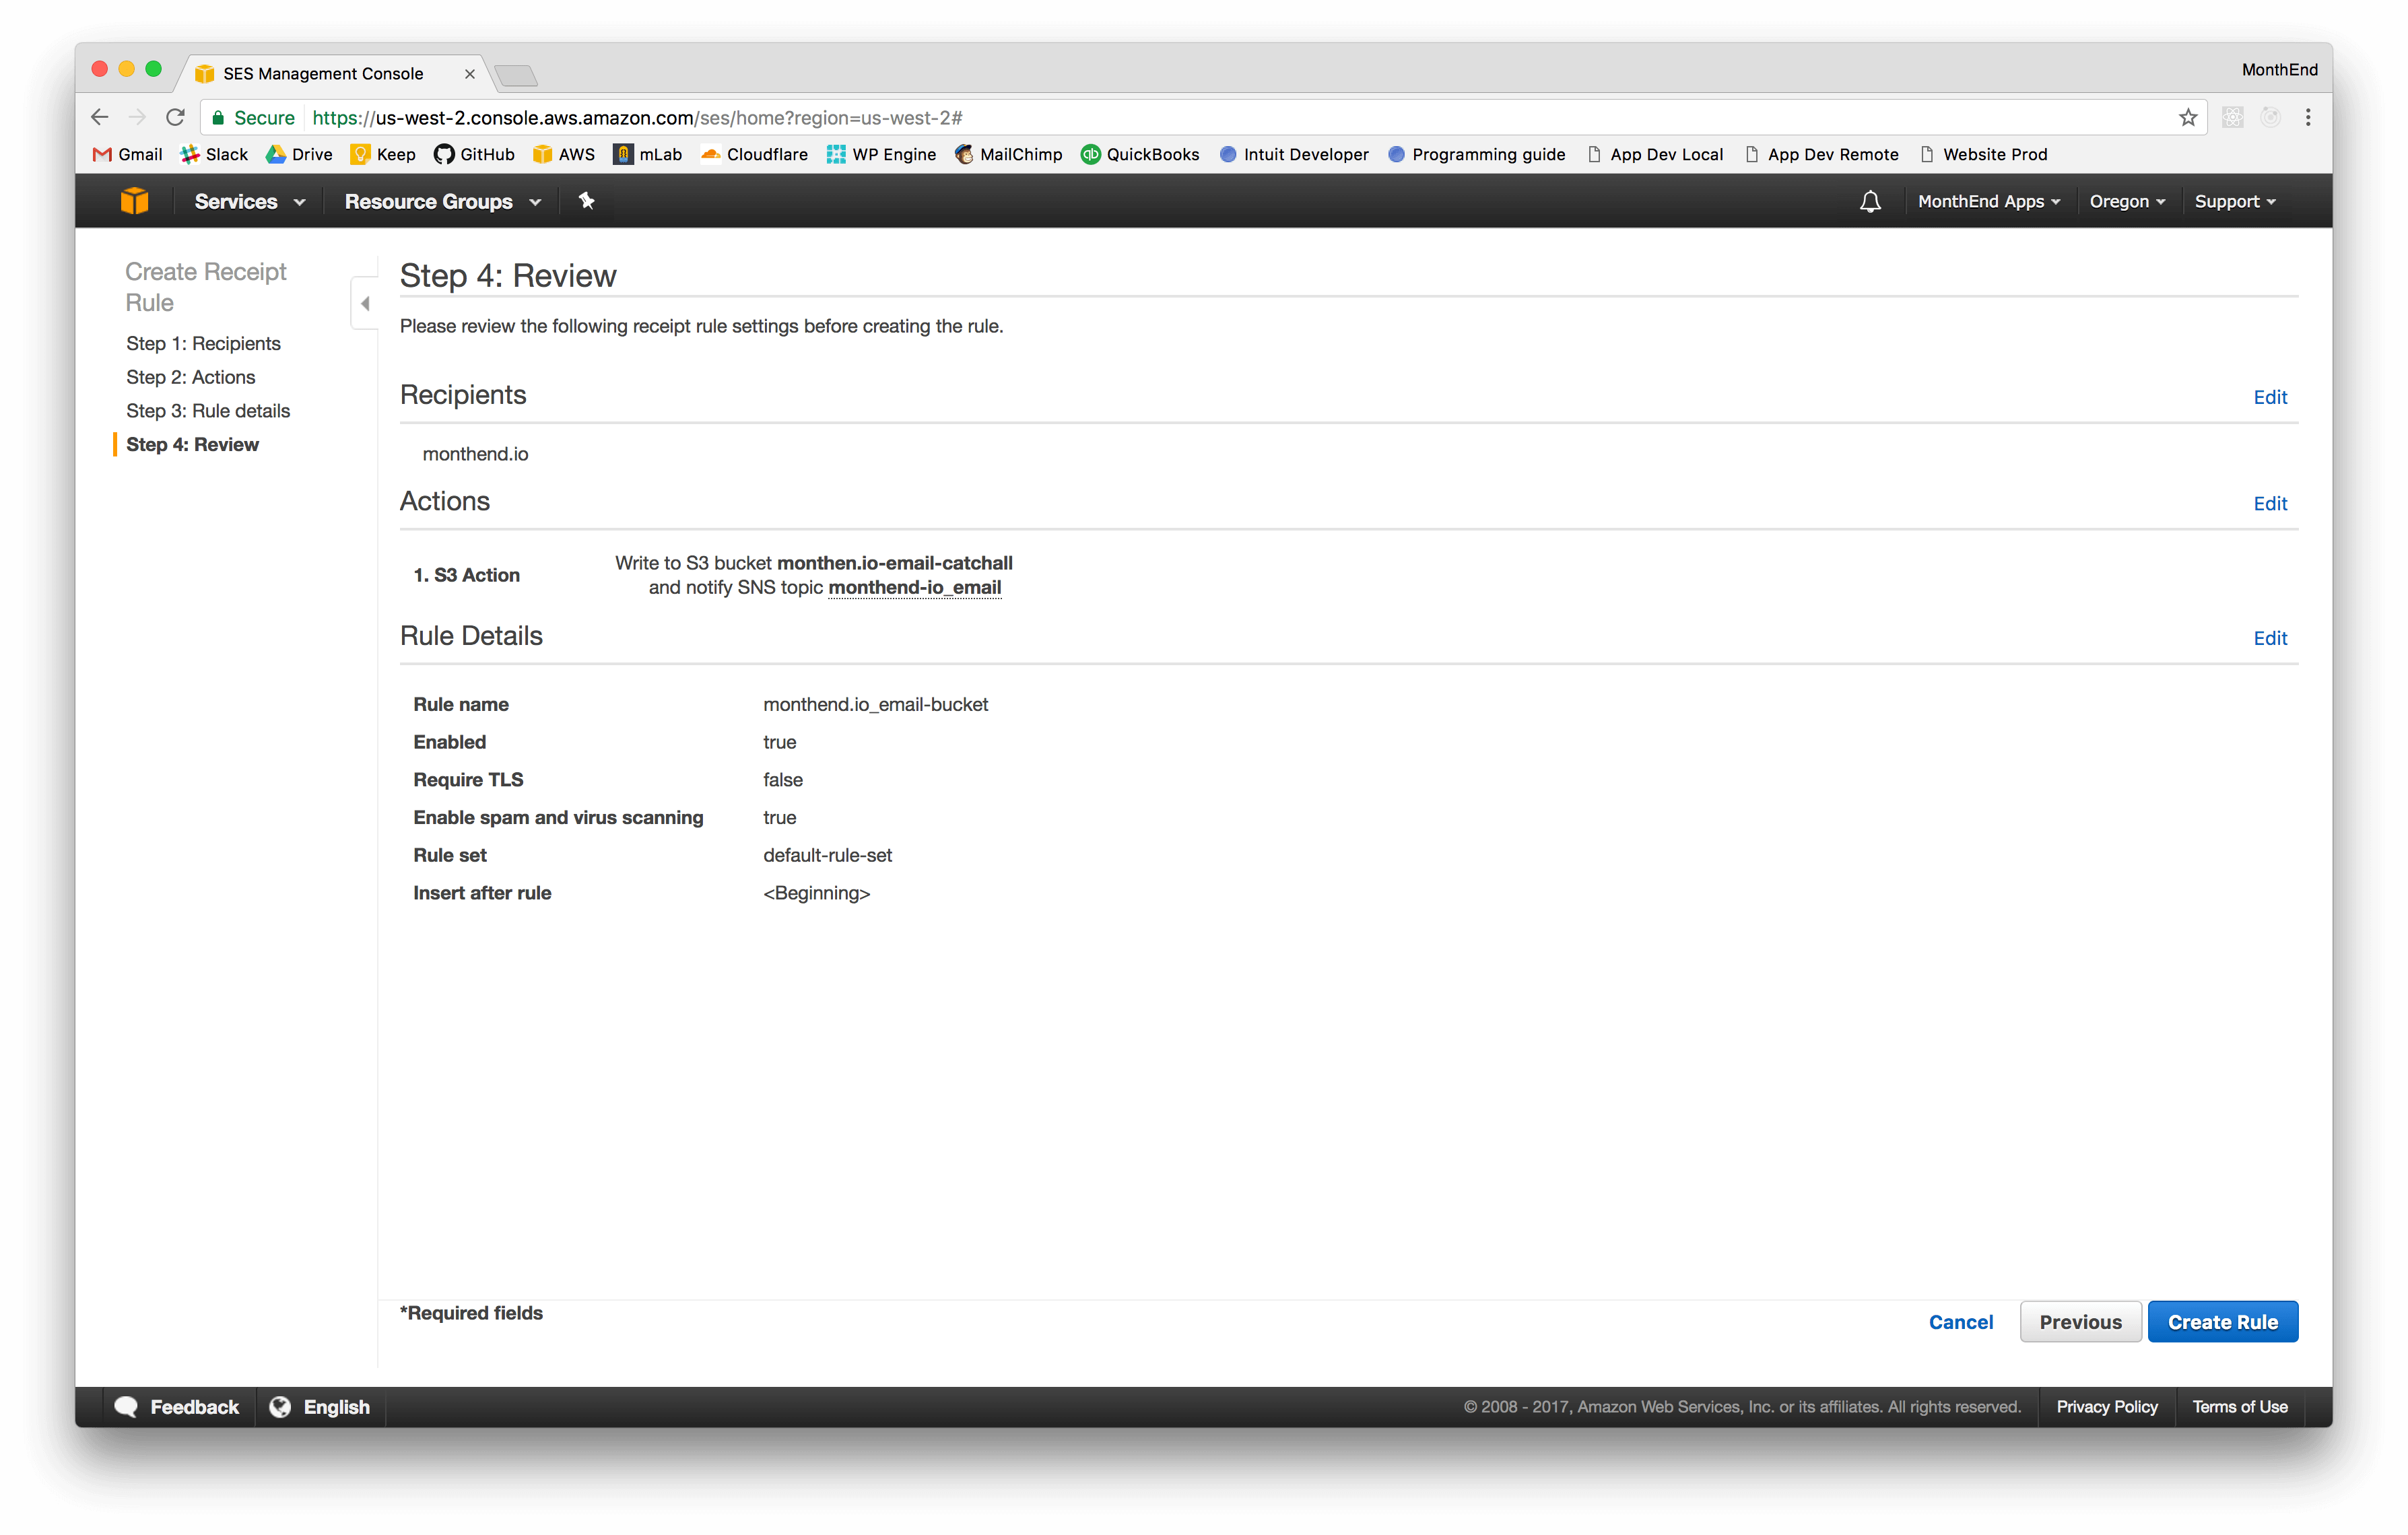 SES Management Console
MonthEnd
Secure https://us-west-2.console.aws.amazon.com/ses/home?region=us-west-2#
Gmail Slack Drive Keep GitHub AWS mLab Cloudflare WP Engine MailChimp QuickBooks Intuit Developer Programming guide App Dev Local App Dev Remote Website Prod
Services Resource Groups MonthEnd Apps Oregon Support
Create Receipt
Rule
Step 1: Recipients
Step 2: Actions
Step 3: Rule details
Step 4: Review
Step 4: Review
Please review the following receipt rule settings before creating the rule.
Recipients Edit
monthend.io
Actions Edit
1. S3 Action
Write to S3 bucket monthen.io-email-catchall
and notify SNS topic monthend-io_email
Rule Details Edit
Rule name monthend.io_email-bucket
Enabled true
Require TLS false
Enable spam and virus scanning true
Rule set default-rule-set
Insert after rule <Beginning>
*Required fields
Cancel Previous Create Rule
Feedback English © 2008 - 2017, Amazon Web Services, Inc. or its affiliates. All rights reserved. Privacy Policy Terms of Use